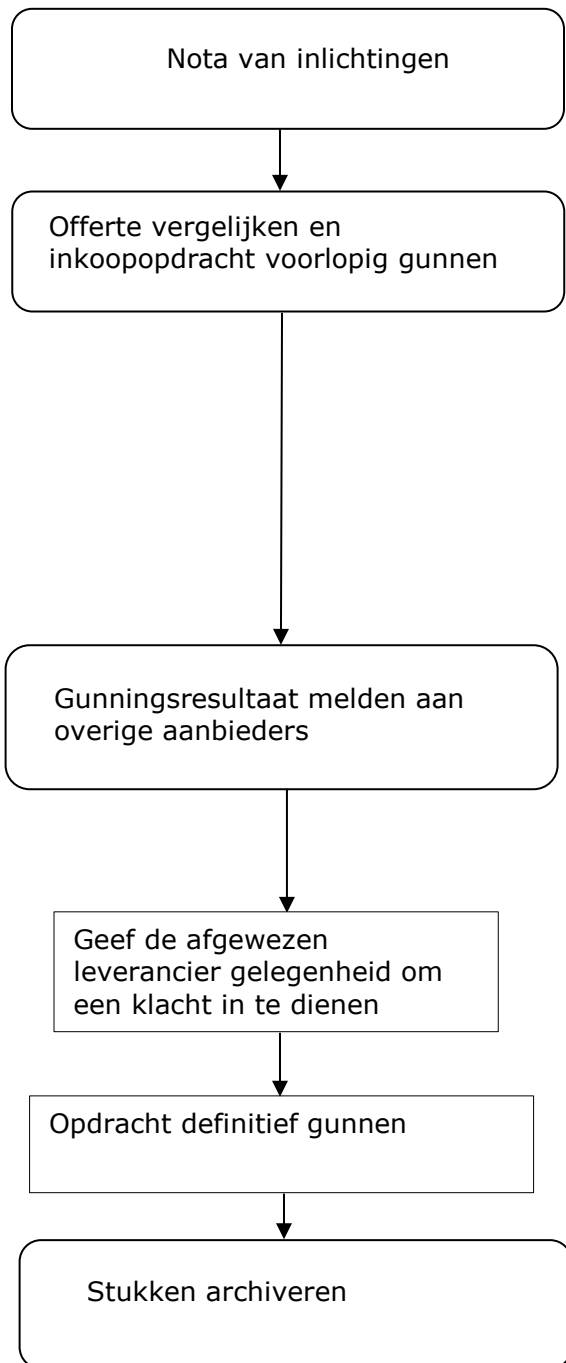 Nota van inlichtingen
Offerte vergelijken en
inkoopopdracht voorlopig gunnen
Gunningsresultaat melden aan
overige aanbieders
Geef de afgewezen
leverancier gelegenheid om
een klacht in te dienen
Opdracht definitief gunnen
Stukken archiveren